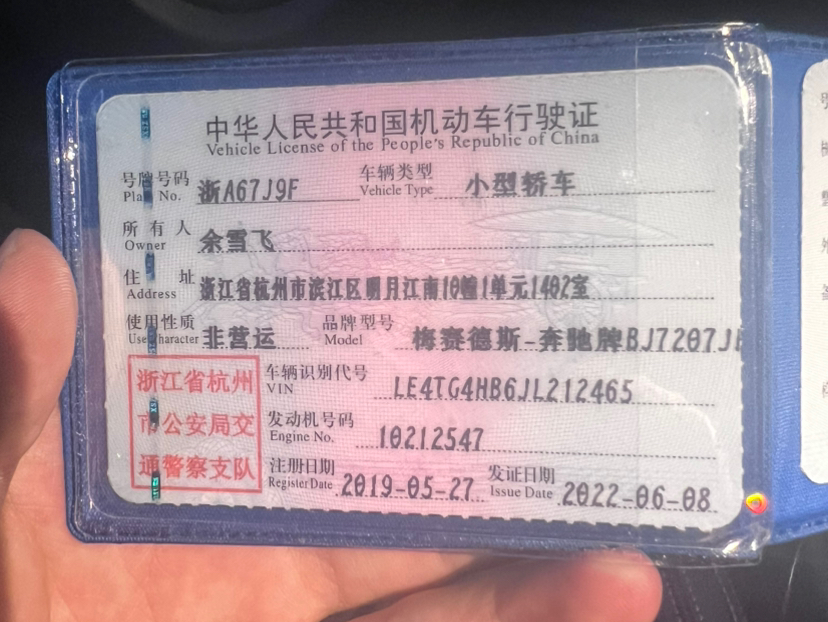 中华人民共和国机动车行驶证
Vehicle License of the People's Republic of China
号牌号码 浙A67J9F 车辆类型 小型轿车
Plate No. Vehicle Type
所有人 余雪飞
Owner
住址 浙江省杭州市滨江区明月江南10幢1单元1402室
Address
使用性质 非营运 品牌型号 梅赛德斯-奔驰牌BJ7207J
Use Character Model
浙江省杭州
市公安局交
通警察支队
车辆识别代号 LE4TG4HB6JL212465
VIN
发动机号码 10212547
Engine No.
注册日期 2019-05-27 发证日期 2022-06-08
Register Date Issue Date